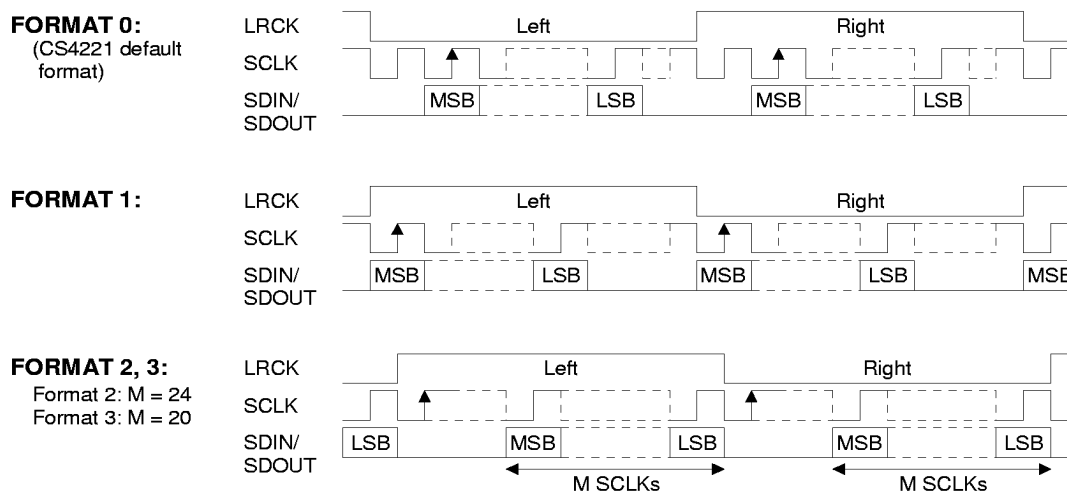 FORMAT 0:
(CS4221 default
format)
LRCK
Left
Right
SCLK
SDIN/
SDOUT
MSB
LSB
MSB
LSB
FORMAT 1:
LRCK
Left
Right
SCLK
SDIN/
SDOUT
MSB
LSB
MSB
LSB
MSB
FORMAT 2, 3:
Format 2: M = 24
Format 3: M = 20
LRCK
Left
Right
SCLK
SDIN/
SDOUT
LSB
MSB
LSB
MSB
LSB
M SCLKs
M SCLKs